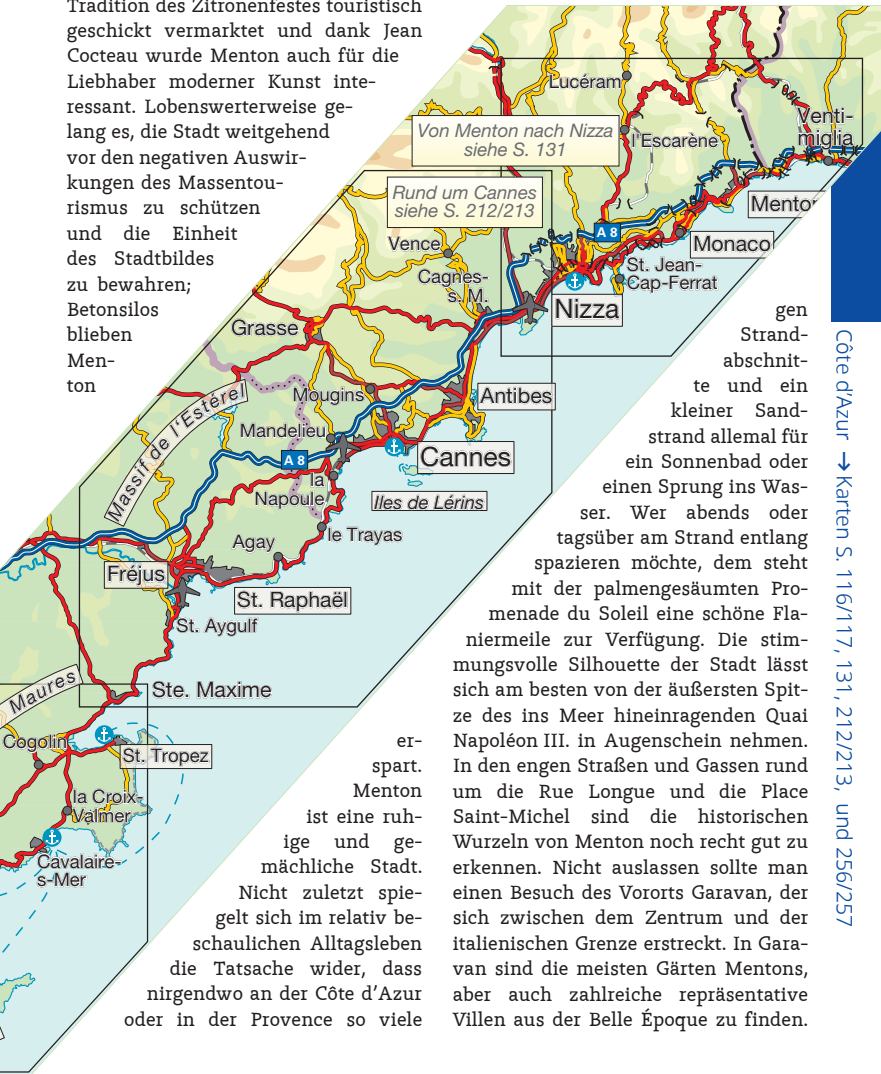 Tradition des Zitronenfestes touristisch
geschickt vermarktet und dank Jean
Cocteau wurde Menton auch für die
Liebhaber moderner Kunst inte-
ressant. Lobenswerterweise ge-
lang es, die Stadt weitgehend
vor den negativen Auswir-
kungen des Massentou-
rismus zu schützen
und die Einheit
des Stadtbildes
zu bewahren;
Betonsilos
blieben
Men-
ton
er-
spart.
Menton
ist eine ruh-
ige und ge-
mächliche Stadt.
Nicht zuletzt spie-
gelt sich im relativ be-
schaulichen Alltagsleben
die Tatsache wider, dass
nirgendwo an der Côte d'Azur
oder in der Provence so viele
gen
Strand-
abschnit-
te und ein
kleiner Sand-
strand allemal für
ein Sonnenbad oder
einen Sprung ins Was-
ser. Wer abends oder
tagsüber am Strand entlang
spazieren möchte, dem steht
mit der palmengesäumten Pro-
menade du Soleil eine schöne Fla-
niermeile zur Verfügung. Die stim-
mungsvolle Silhouette der Stadt lässt
sich am besten von der äußersten Spit-
ze des ins Meer hineinragenden Quai
Napoléon III. in Augenschein nehmen.
In den engen Straßen und Gassen rund
um die Rue Longue und die Place
Saint-Michel sind die historischen
Wurzeln von Menton noch recht gut zu
erkennen. Nicht auslassen sollte man
einen Besuch des Vororts Garavan, der
sich zwischen dem Zentrum und der
italienischen Grenze erstreckt. In Gara-
van sind die meisten Gärten Mentons,
aber auch zahlreiche repräsentative
Villen aus der Belle Époque zu finden.
Côte d'Azur → Karten S. 116/117, 131, 212/213, und 256/257
Lucéram
Venti-
miglia
Von Menton nach Nizza
siehe S. 131
l'Escarène
Rund um Cannes
siehe S. 212/213
Menton
A 8
Monaco
Vence
St. Jean-
Cap-Ferrat
Cagnes-
s. M.
Nizza
Grasse
Massif de l'Estérel
Mougins
Antibes
Mandelieu
A 8
Cannes
la
Napoule
Iles de Lérins
le Trayas
Agay
Fréjus
St. Raphaël
St. Aygulf
Maures
Ste. Maxime
Cogolin
St. Tropez
la Croix-
Valmer
Cavalaire-
s-Mer